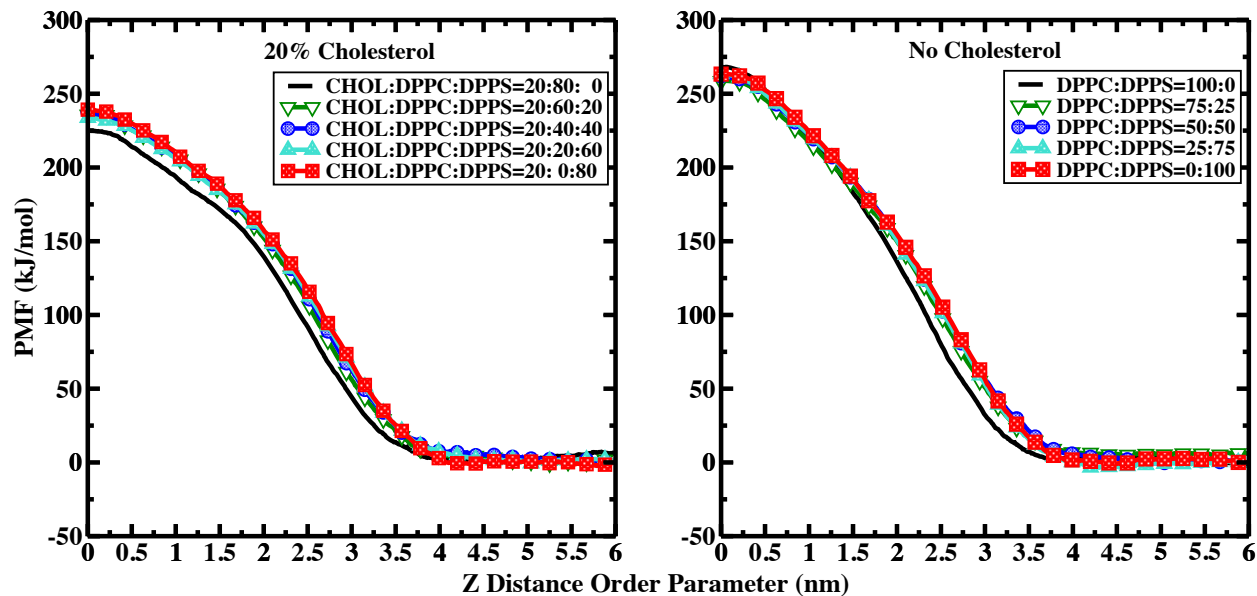 20% Cholesterol
CHOL:DPPC:DPPS=20:80: 0
CHOL:DPPC:DPPS=20:60:20
CHOL:DPPC:DPPS=20:40:40
CHOL:DPPC:DPPS=20:20:60
CHOL:DPPC:DPPS=20: 0:80
300
250
200
150
100
50
0
-50
PMF (kJ/mol)
0 0.5 1 1.5 2 2.5 3 3.5 4 4.5 5 5.5 6
No Cholesterol
DPPC:DPPS=100:0
DPPC:DPPS=75:25
DPPC:DPPS=50:50
DPPC:DPPS=25:75
DPPC:DPPS=0:100
300
250
200
150
100
50
0
-50
0 0.5 1 1.5 2 2.5 3 3.5 4 4.5 5 5.5 6
Z Distance Order Parameter (nm)